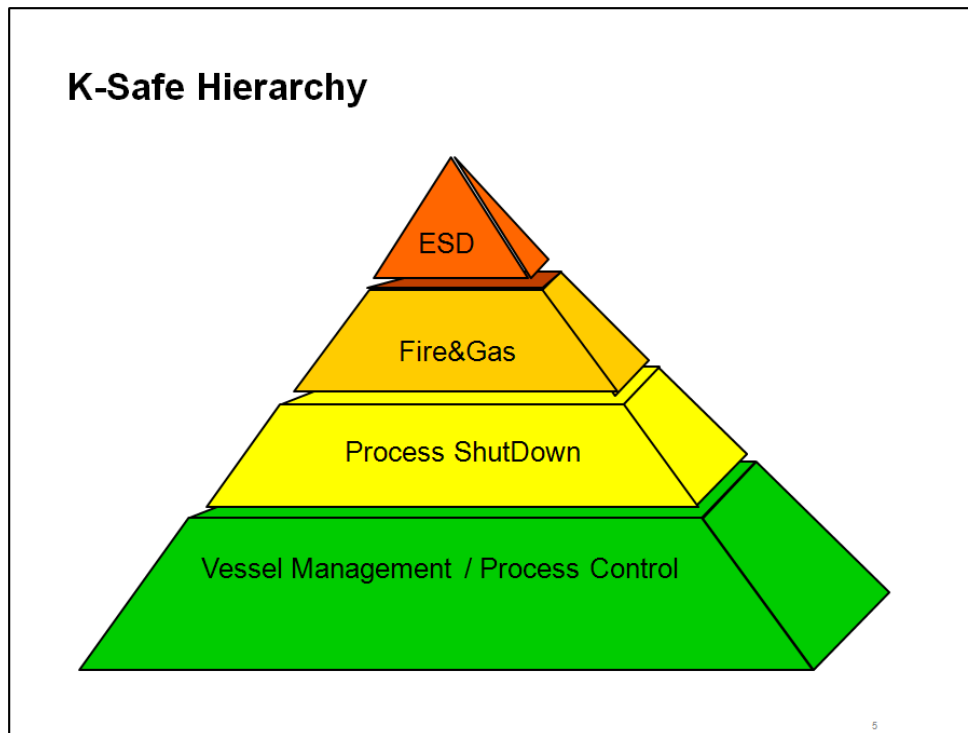 K-Safe Hierarchy
ESD
Fire&Gas
Process ShutDown
Vessel Management / Process Control
5